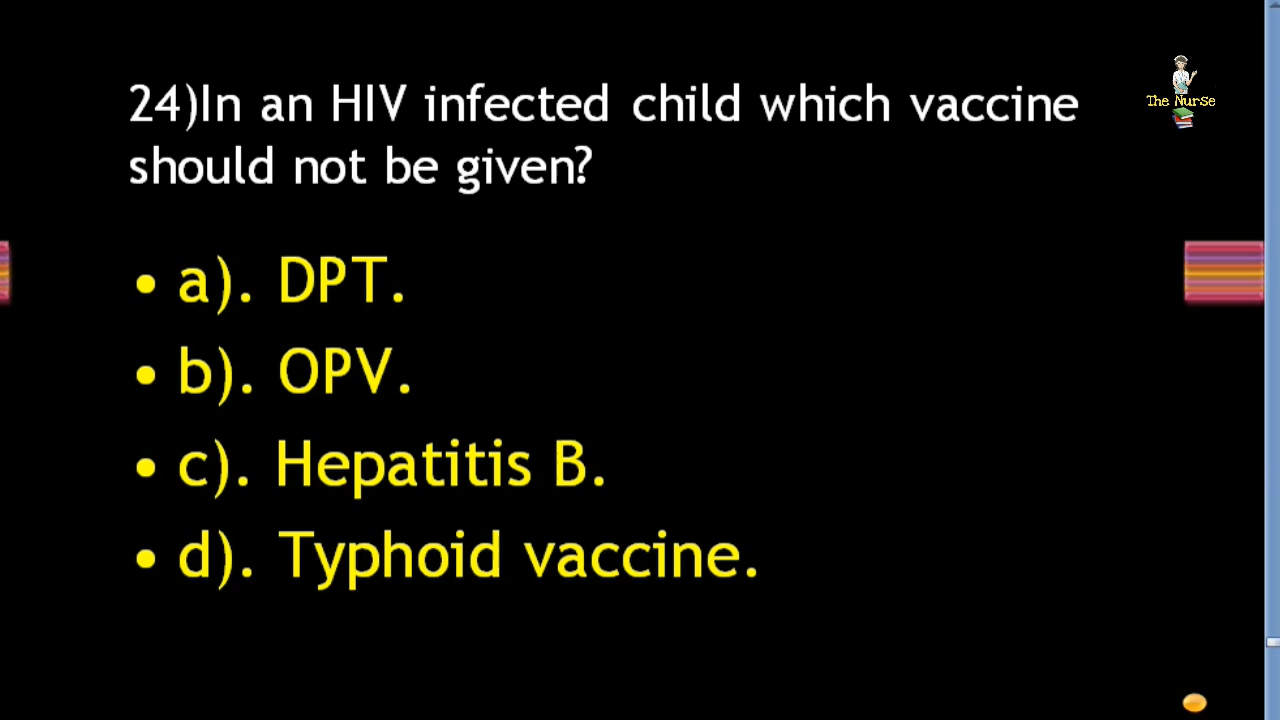 24)In an HIV infected child which vaccine
should not be given?
The Nurse
• a). DPT.
• b). OPV.
• c). Hepatitis B.
• d). Typhoid vaccine.